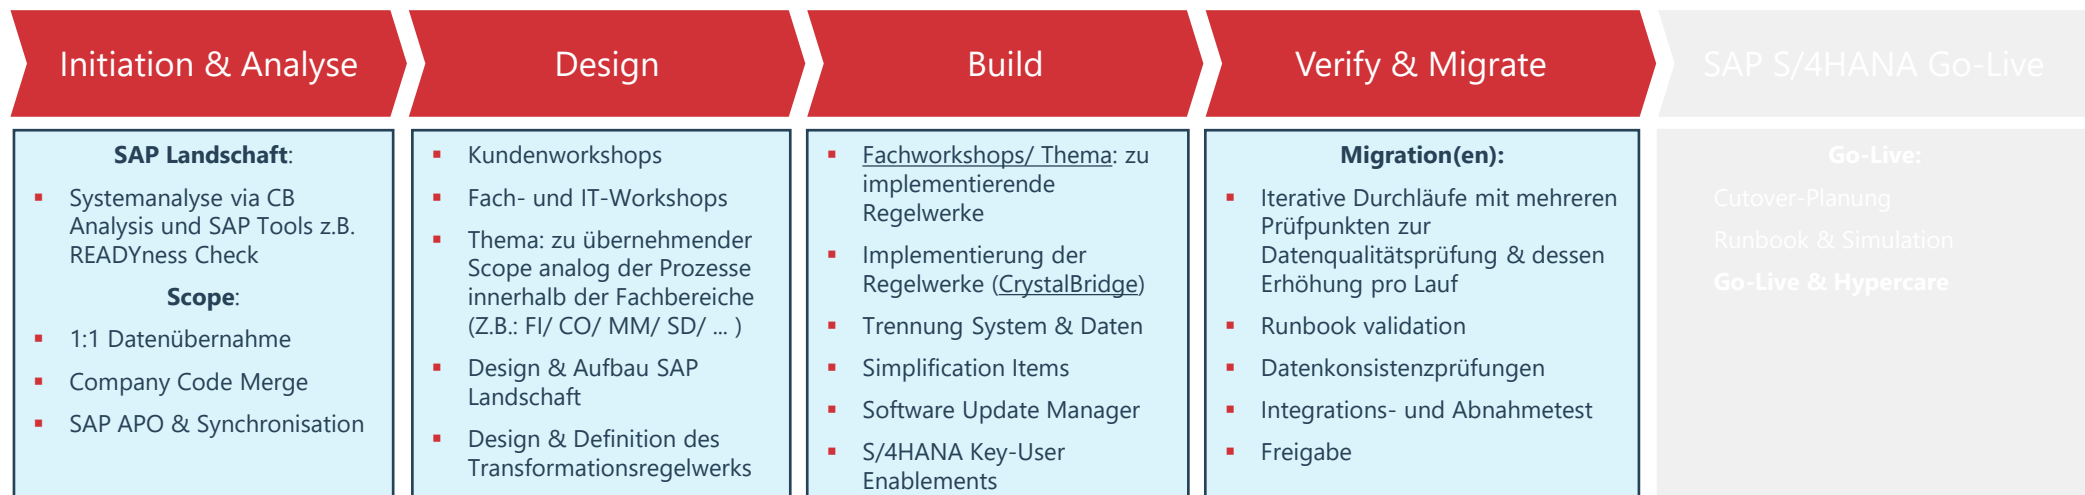 Initiation & Analyse
Design
Build
Verify & Migrate
SAP S/4HANA Go-Live
SAP Landschaft:
Systemanalyse via CB
Analysis und SAP Tools z.B.
READYness Check
Scope:
1:1 Datenübernahme
Company Code Merge
SAP APO & Synchronisation
Kundenworkshops
Fach- und IT-Workshops
Thema: zu übernehmender
Scope analog der Prozesse
innerhalb der Fachbereiche
(Z.B.: FI/ CO/ MM/ SD/ ... )
Design & Aufbau SAP
Landschaft
Design & Definition des
Transformationsregelwerks
Fachworkshops/ Thema: zu
implementierende
Regelwerke
Implementierung der
Regelwerke (CrystalBridge)
Trennung System & Daten
Simplification Items
Software Update Manager
S/4HANA Key-User
Enablements
Migration(en):
Iterative Durchläufe mit mehreren
Prüfpunkten zur
Datenqualitätsprüfung & dessen
Erhöhung pro Lauf
Runbook validation
Datenkonsistenzprüfungen
Integrations- und Abnahmetest
Freigabe
Go-Live:
Cutover-Planung
Runbook & Simulation
Go-Live & Hypercare